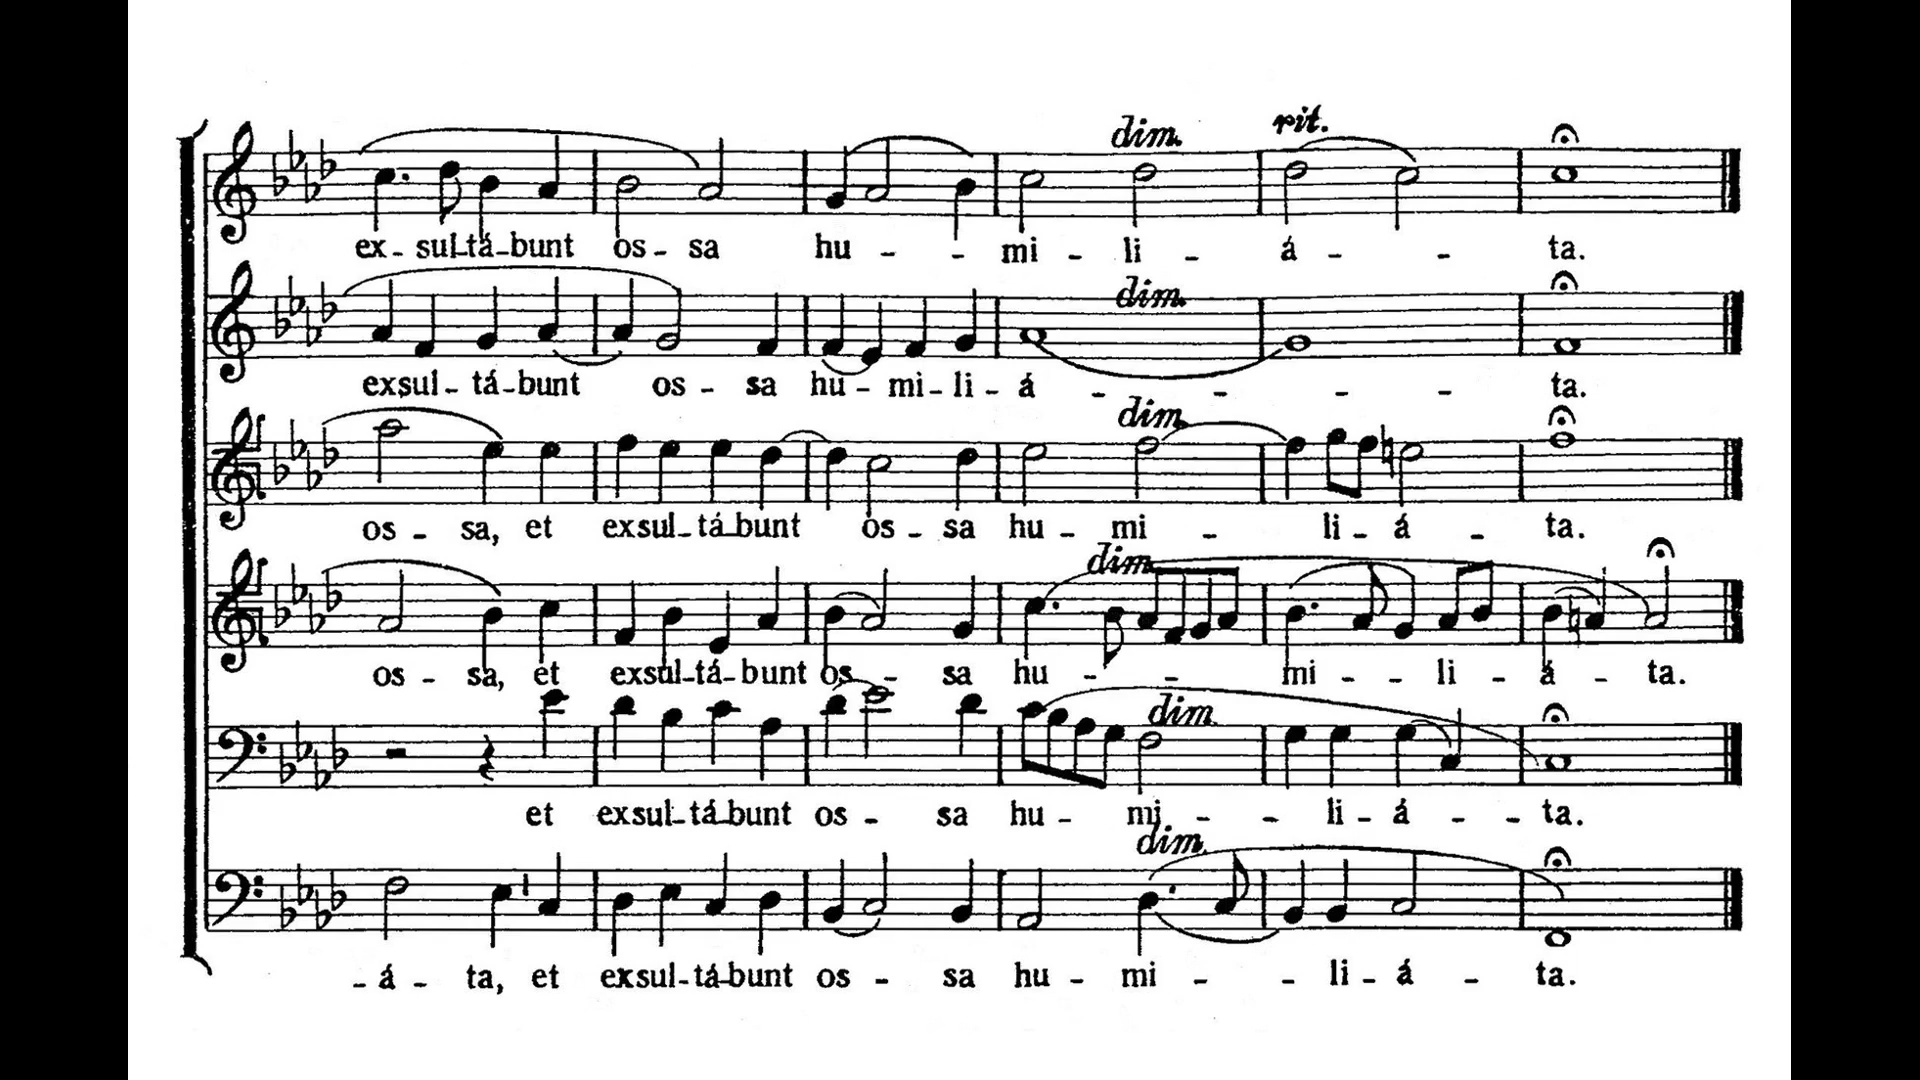 dim. rit.
ex - sul - tá - bunt os - sa hu - - mi - li - á - - ta.
dim.
exsul - tá - bunt os - sa hu - mi - li - á - - - - ta.
dim.
os - sa, et exsul - tá - bunt os - sa hu - mi - li - á - ta.
dim.
os - sa, et exsul - tá - bunt os - sa hu - - mi - - li - á - ta.
dim.
et exsul - tá - bunt os - sa hu - mi - - li - á - - ta.
dim.
- á - ta, et exsul - tá - bunt os - sa hu - mi - - li - á - ta.